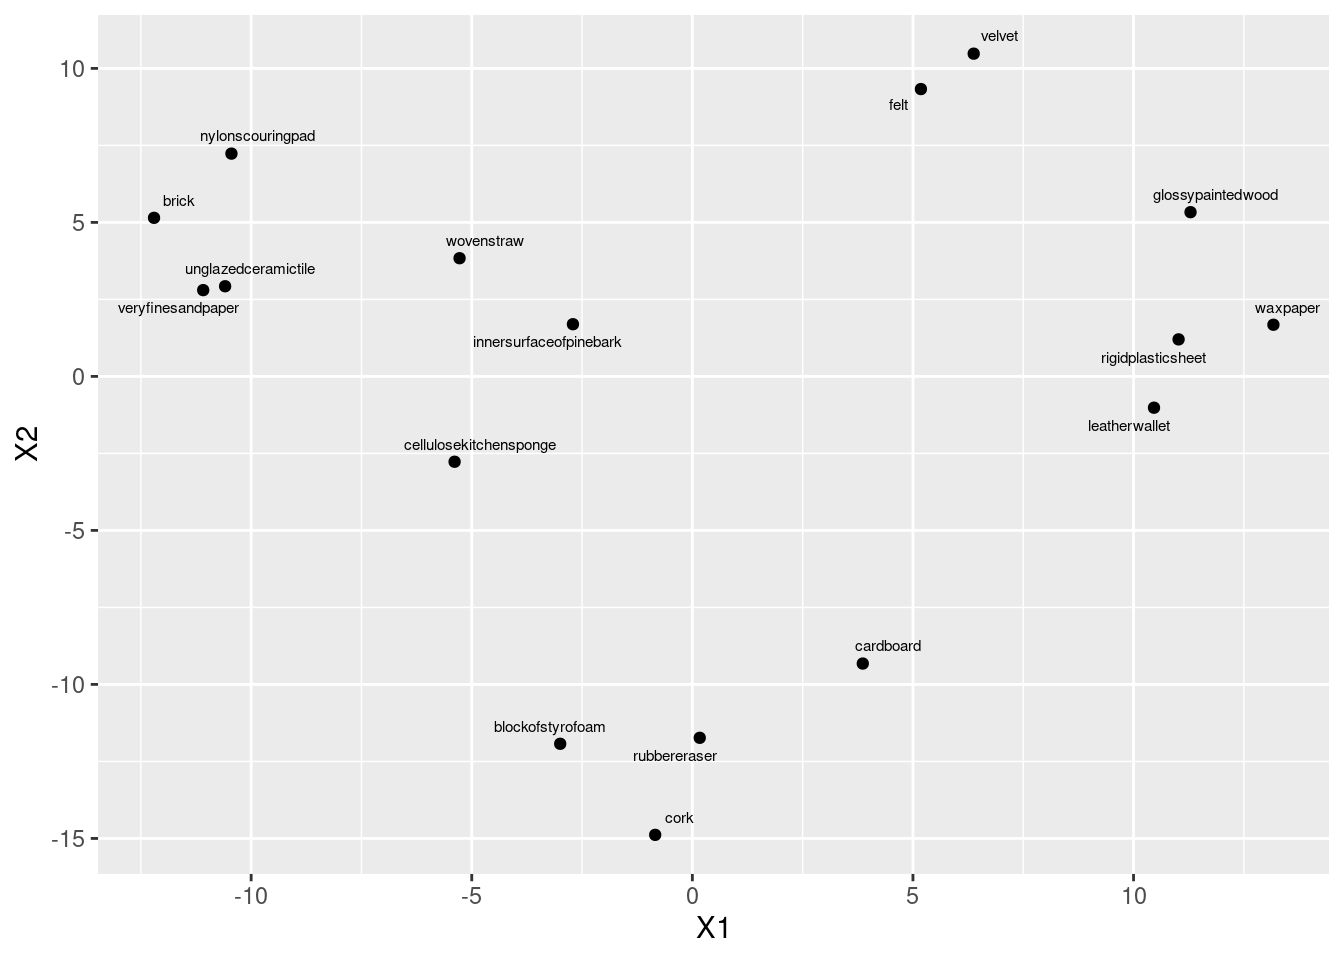 velvet
10
felt
nylonscouringpad
brick
glossypaintedwood
5
wovenstraw
unglazedceramictile
veryfinesandpaper
waxpaper
innersurfaceofpinebark
rigidplasticsheet
0
leatherwallet
X2
cellulosekitchensponge
-5
cardboard
-10
blockofstyrofoam
rubbereraser
cork
-15
-10 -5 0 5 10
X1